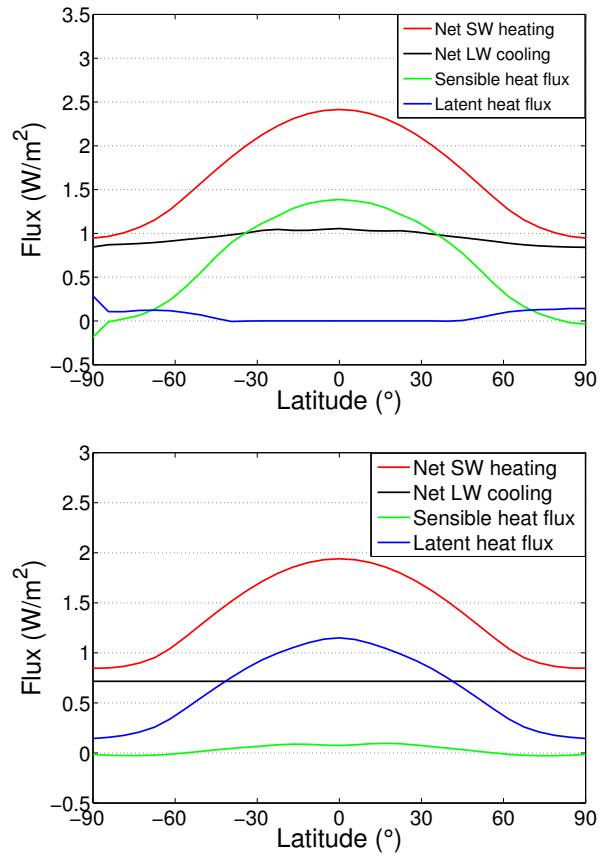 3.5
3
2.5
2
1.5
1
0.5
0
−0.5
Flux (W/m²)
Net SW heating
Net LW cooling
Sensible heat flux
Latent heat flux
−90 −60 −30 0 30 60 90
Latitude (°)
3
2.5
2
1.5
1
0.5
0
−0.5
Flux (W/m²)
Net SW heating
Net LW cooling
Sensible heat flux
Latent heat flux
−90 −60 −30 0 30 60 90
Latitude (°)